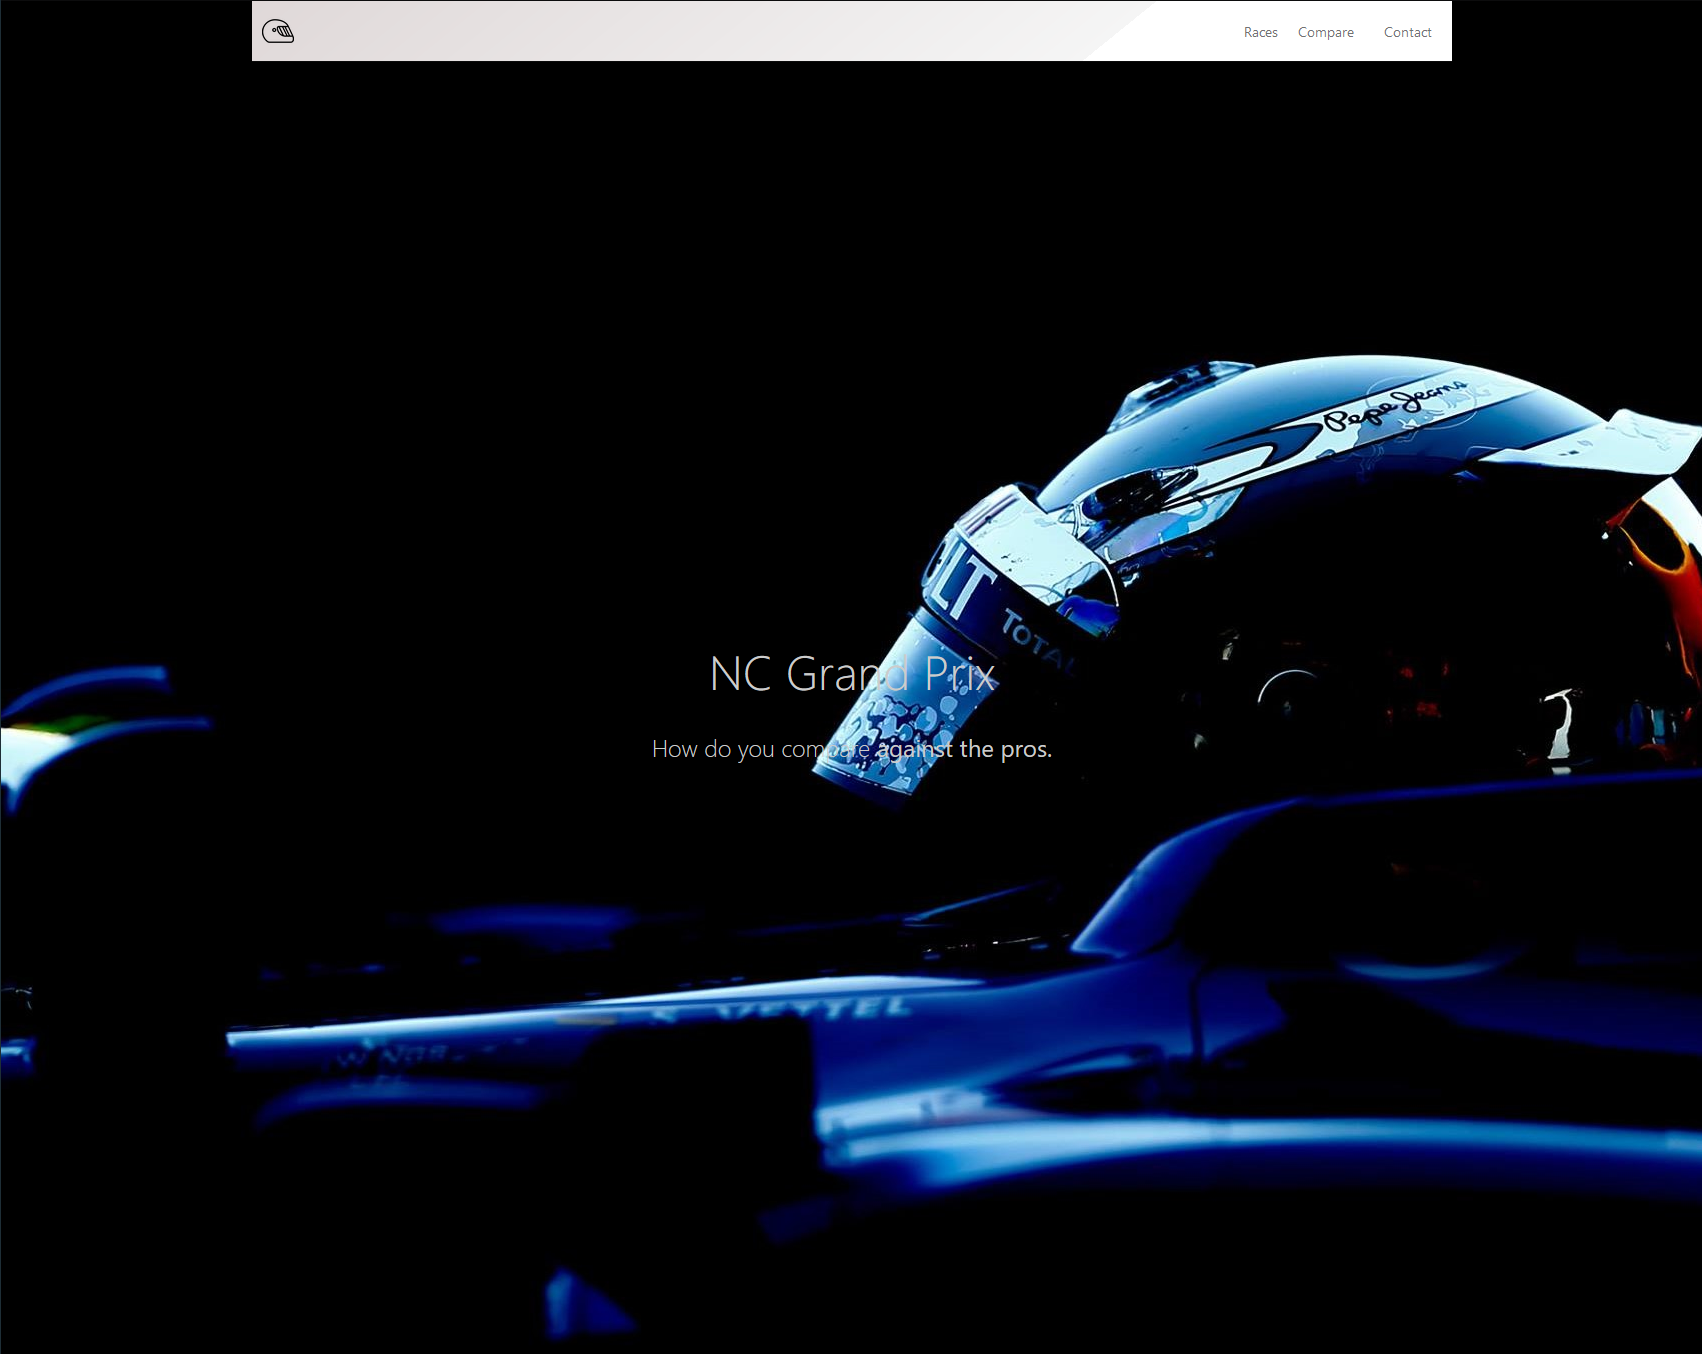 Races Compare Contact
Pepe Jeans
LT
TOTAL
NC Grand Prix
How do you compare against the pros.
S. VETTEL